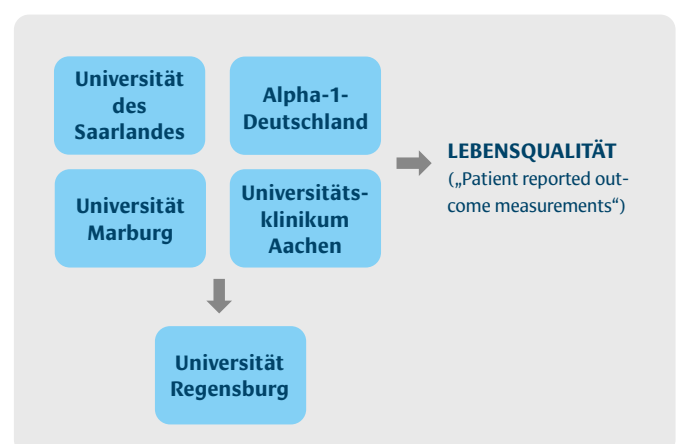 Universität
des
Saarlandes
Alpha-1-
Deutschland
LEBENSQUALITÄT
(„Patient reported out-
come measurements“)
Universität
Marburg
Universitäts-
klinikum
Aachen
Universität
Regensburg